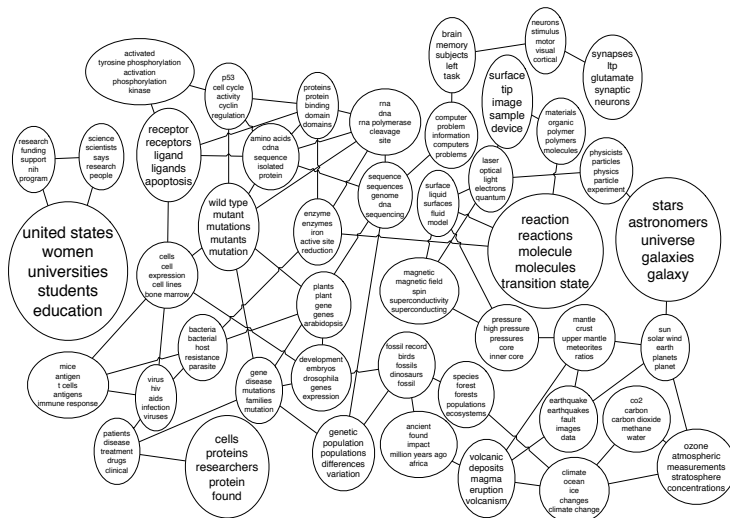 activated
tyrosine phosphorylation
activation
phosphorylation
kinase
p53
cell cycle
activity
cyclin
regulation
proteins
protein
binding
domain
domains
rna
dna
rna polymerase
cleavage
site
brain
memory
subjects
left
task
neurons
stimulus
motor
visual
cortical
synapses
ltp
glutamate
synaptic
neurons
surface
tip
image
sample
device
materials
organic
polymer
polymers
molecules
research
funding
support
nih
program
science
scientists
says
research
people
receptor
receptors
ligand
ligands
apoptosis
amino acids
cdna
sequence
isolated
protein
computer
problem
information
computers
problems
laser
optical
light
electrons
quantum
physicists
particles
physics
particle
experiment
sequence
sequences
genome
dna
sequencing
surface
liquid
surfaces
fluid
model
united states
women
universities
students
education
wild type
mutant
mutations
mutants
mutation
enzyme
enzymes
iron
active site
reduction
reaction
reactions
molecule
molecules
transition state
stars
astronomers
universe
galaxies
galaxy
cells
cell
expression
cell lines
bone marrow
plants
plant
gene
genes
arabidopsis
magnetic
magnetic field
spin
superconductivity
superconducting
bacteria
bacterial
host
resistance
parasite
pressure
high pressure
pressures
core
inner core
mantle
crust
upper mantle
meteorites
ratios
sun
solar wind
earth
planets
planet
mice
antigen
t cells
antigens
immune response
virus
hiv
aids
infection
viruses
gene
disease
mutations
families
mutation
development
embryos
drosophila
genes
expression
fossil record
birds
fossils
dinosaurs
fossil
species
forest
forests
populations
ecosystems
earthquake
earthquakes
fault
images
data
co2
carbon
carbon dioxide
methane
water
patients
disease
treatment
drugs
clinical
cells
proteins
researchers
protein
found
genetic
population
populations
differences
variation
ancient
found
impact
million years ago
africa
volcanic
deposits
magma
eruption
volcanism
climate
ocean
ice
changes
climate change
ozone
atmospheric
measurements
stratosphere
concentrations